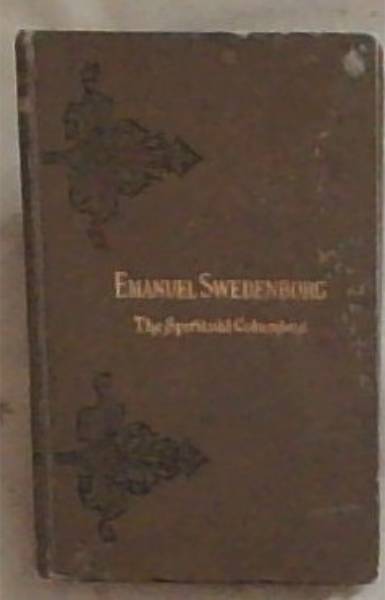 EMANUEL SWEDENBORG
The Spiritual Columbus